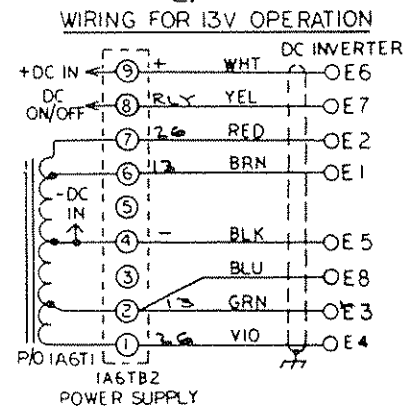 WIRING FOR 13V OPERATION
DC INVERTER
+DC IN 9 + WHT E6
DC ON/OFF 8 RLY YEL E7
7 26 RED E2
6 13 BRN E1
-DC IN
5
4 - BLK E5
3 BLU E8
2 13 GRN E3
1 26 VIO E4
P/O 1A6T1
1A6TB2
POWER SUPPLY